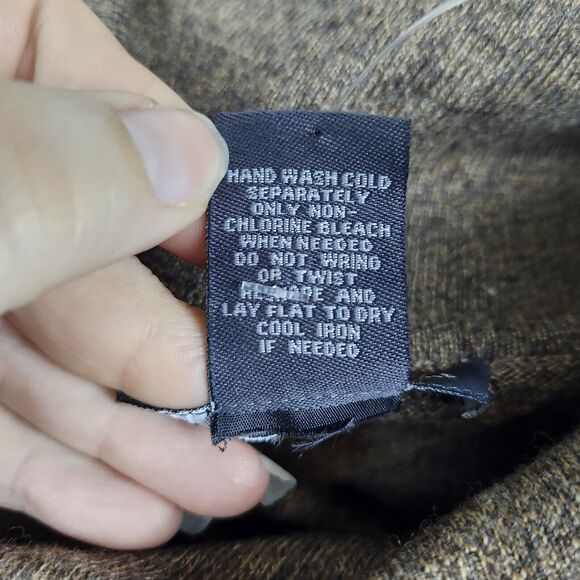 HAND WASH COLD
SEPARATELY
ONLY NON-
CHLORINE BLEACH
WHEN NEEDED
DO NOT WRING
OR TWIST
RESHAPE AND
LAY FLAT TO DRY
COOL IRON
IF NEEDED